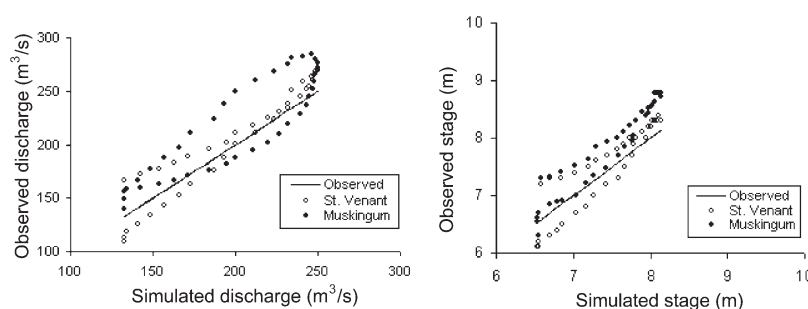 300
250
200
150
100
100
150
200
250
300
Observed discharge (m³/s)
Simulated discharge (m³/s)
Observed
St. Venant
Muskingum
10
9
8
7
6
6
7
8
9
10
Observed stage (m)
Simulated stage (m)
Observed
St. Venant
Muskingum